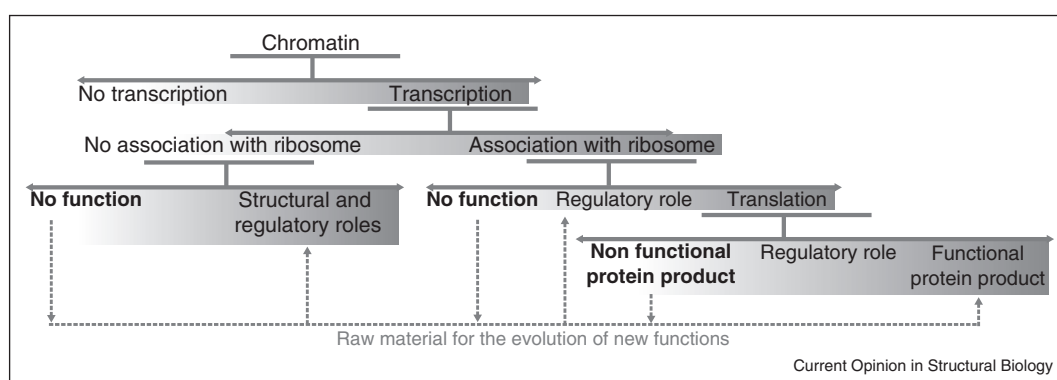 Chromatin
No transcription Transcription
No association with ribosome Association with ribosome
No function Structural and regulatory roles No function Regulatory role Translation
Non functional protein product Regulatory role Functional protein product
Raw material for the evolution of new functions
Current Opinion in Structural Biology